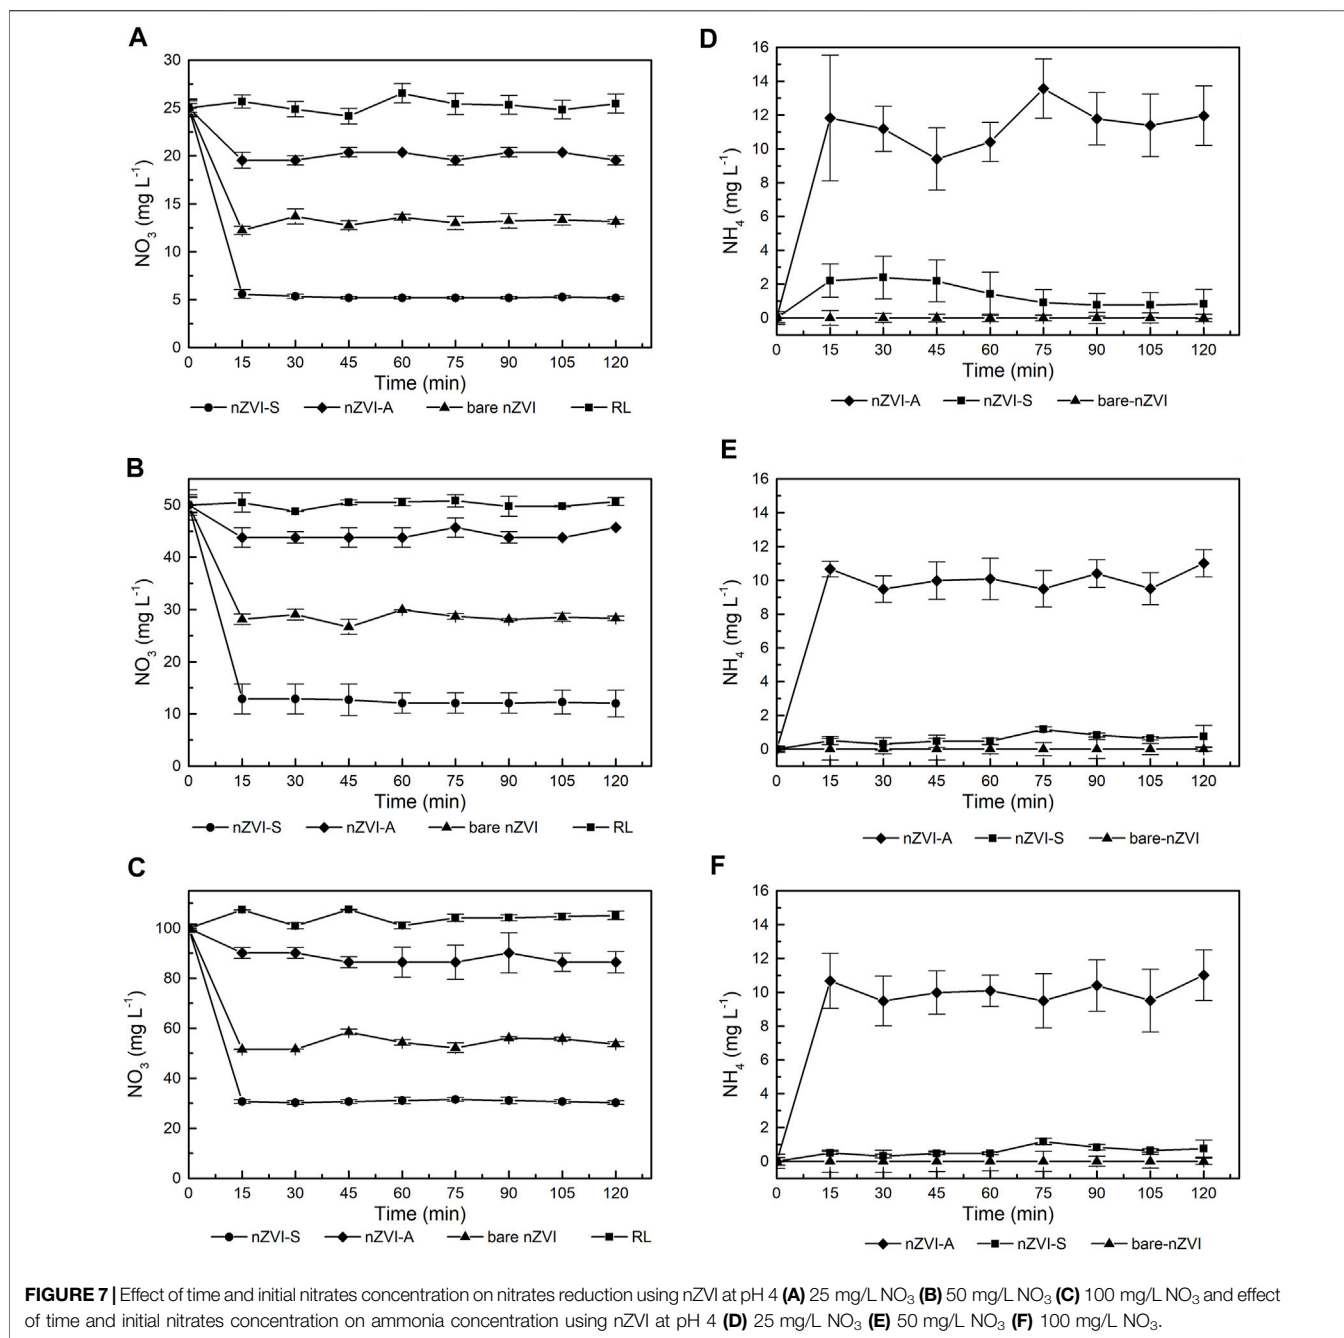 A
30
25
20
15
10
5
0
NO3 (mg L-1)
0 15 30 45 60 75 90 105 120
Time (min)
nZVI-S nZVI-A bare nZVI RL
D
16
14
12
10
8
6
4
2
0
NH4 (mg L-1)
0 15 30 45 60 75 90 105 120
Time (min)
nZVI-A nZVI-S bare-nZVI
B
50
40
30
20
10
0
NO3 (mg L-1)
0 15 30 45 60 75 90 105 120
Time (min)
nZVI-S nZVI-A bare nZVI RL
E
16
14
12
10
8
6
4
2
0
NH4 (mg L-1)
0 15 30 45 60 75 90 105 120
Time (min)
nZVI-A nZVI-S bare-nZVI
C
100
80
60
40
20
0
NO3 (mg L-1)
0 15 30 45 60 75 90 105 120
Time (min)
nZVI-S nZVI-A bare nZVI RL
F
16
14
12
10
8
6
4
2
0
NH4 (mg L-1)
0 15 30 45 60 75 90 105 120
Time (min)
nZVI-A nZVI-S bare-nZVI
FIGURE 7 | Effect of time and initial nitrates concentration on nitrates reduction using nZVI at pH 4 (A) 25 mg/L NO3 (B) 50 mg/L NO3 (C) 100 mg/L NO3 and effect
of time and initial nitrates concentration on ammonia concentration using nZVI at pH 4 (D) 25 mg/L NO3 (E) 50 mg/L NO3 (F) 100 mg/L NO3.